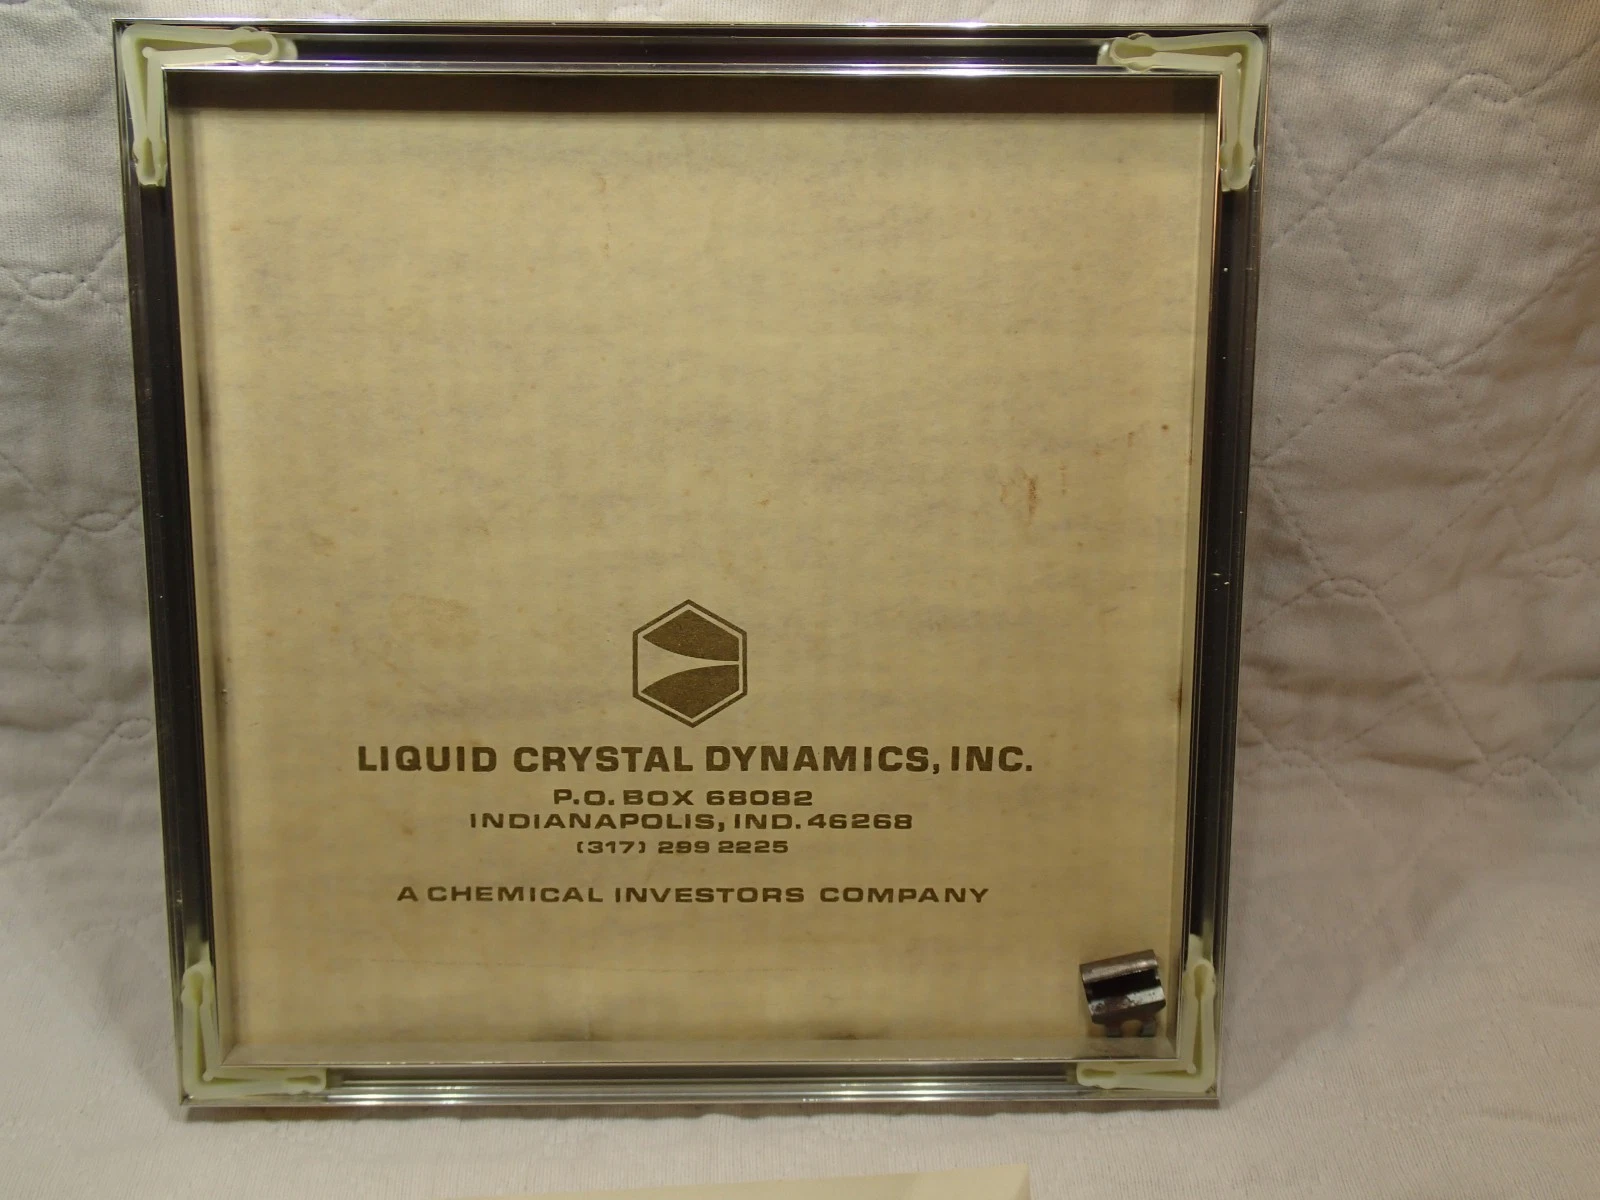 LIQUID CRYSTAL DYNAMICS, INC.
P.O. BOX 68082
INDIANAPOLIS, IND. 46268
(317) 299 2225
A CHEMICAL INVESTORS COMPANY